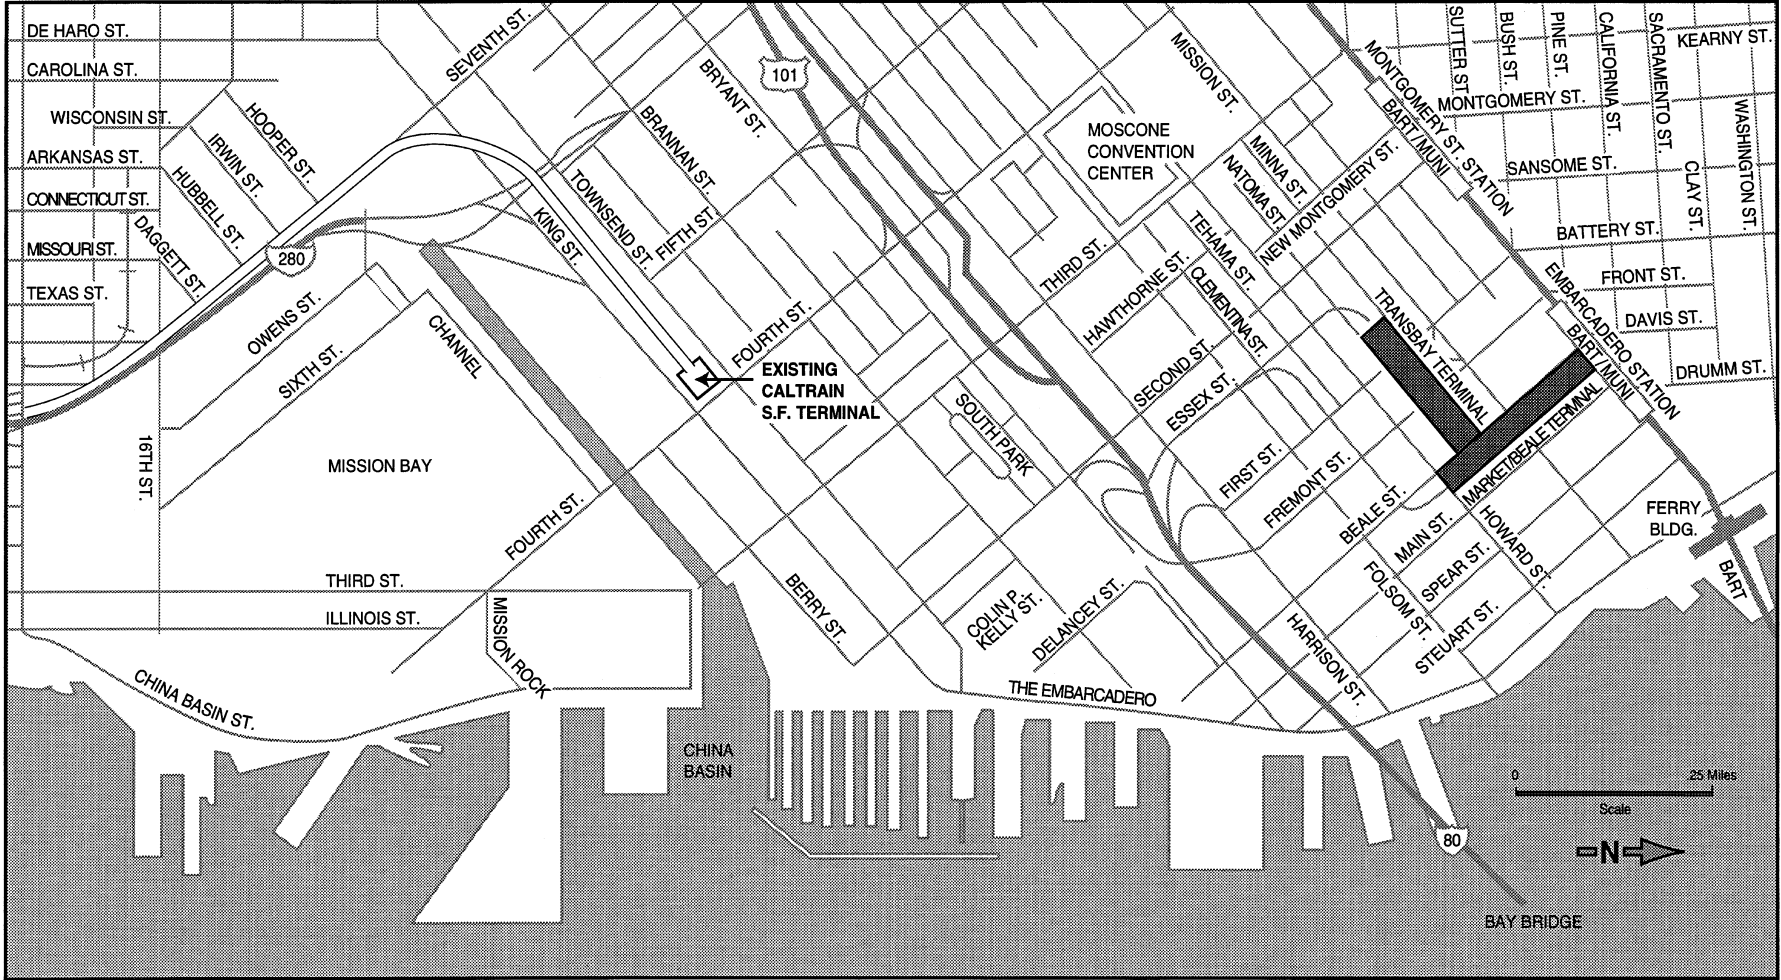 DE HARO ST.
CAROLINA ST.
WISCONSIN ST.
ARKANSAS ST.
CONNECTICUT ST.
MISSOURI ST.
TEXAS ST.
DAGGETT ST.
HUBBELL ST.
IRWIN ST.
HOOPER ST.
SEVENTH ST.
280
OWENS ST.
SIXTH ST.
CHANNEL
16TH ST.
MISSION BAY
FOURTH ST.
THIRD ST.
ILLINOIS ST.
MISSION ROCK
CHINA BASIN ST.
BRYANT ST.
BRANNAN ST.
TOWNSEND ST.
KING ST.
FIFTH ST.
FOURTH ST.
EXISTING
CALTRAIN
S.F. TERMINAL
101
MISSION ST.
MOSCONE
CONVENTION
CENTER
MINNA ST.
NATOMA ST.
NEW MONTGOMERY ST.
TEHAMA ST.
CLEMENTINA ST.
THIRD ST.
HAWTHORNE ST.
SECOND ST.
ESSEX ST.
SOUTH PARK
FIRST ST.
FREMONT ST.
BEALE ST.
MAIN ST.
SPEAR ST.
STEUART ST.
HOWARD ST.
FOLSOM ST.
HARRISON ST.
BERRY ST.
COLIN P.
KELLY ST.
DELANCEY ST.
THE EMBARCADERO
CHINA
BASIN
TRANSBAY TERMINAL
MARKET/BEALE TERMINAL
MONTGOMERY ST. STATION
BART/MUNI
EMBARCADERO STATION
BART/MUNI
SUTTER ST.
BUSH ST.
PINE ST.
CALIFORNIA ST.
SACRAMENTO ST.
CLAY ST.
WASHINGTON ST.
KEARNY ST.
MONTGOMERY ST.
SANSOME ST.
BATTERY ST.
FRONT ST.
DAVIS ST.
DRUMM ST.
FERRY
BLDG.
BART
0
.25 Miles
Scale
N
80
BAY BRIDGE